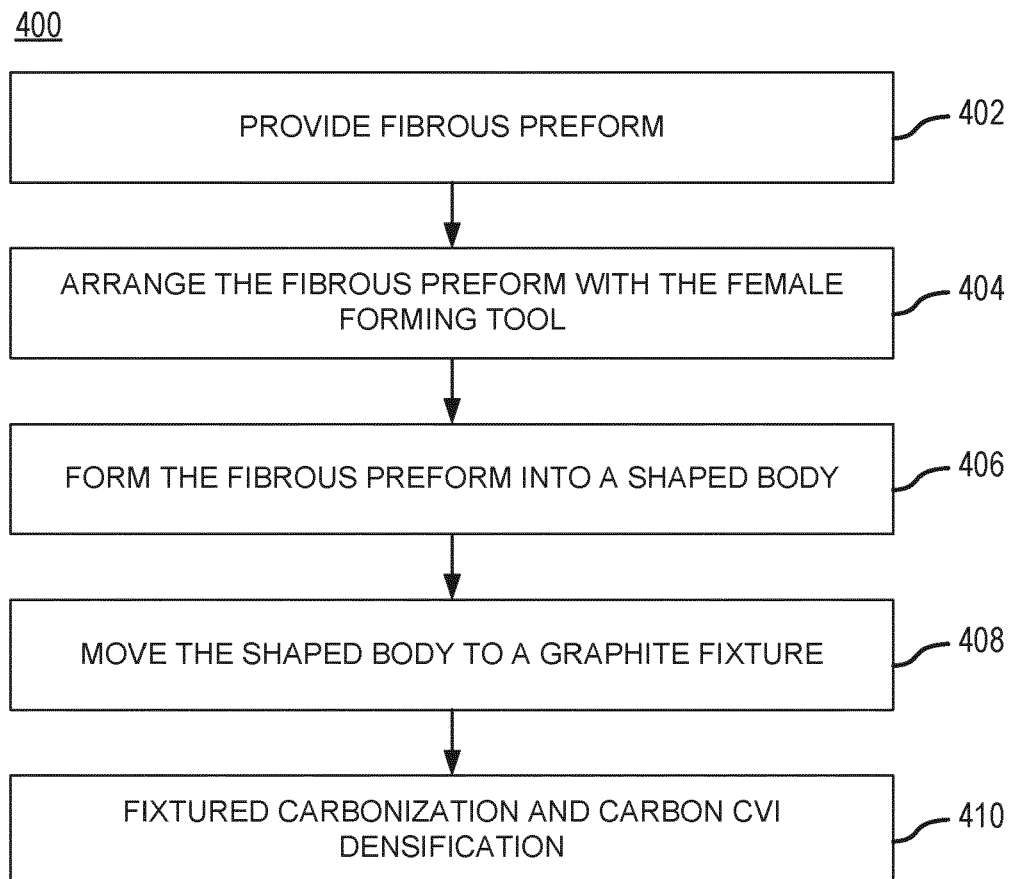 400
PROVIDE FIBROUS PREFORM
402
ARRANGE THE FIBROUS PREFORM WITH THE FEMALE
FORMING TOOL
404
FORM THE FIBROUS PREFORM INTO A SHAPED BODY
406
MOVE THE SHAPED BODY TO A GRAPHITE FIXTURE
408
FIXTURED CARBONIZATION AND CARBON CVI
DENSIFICATION
410